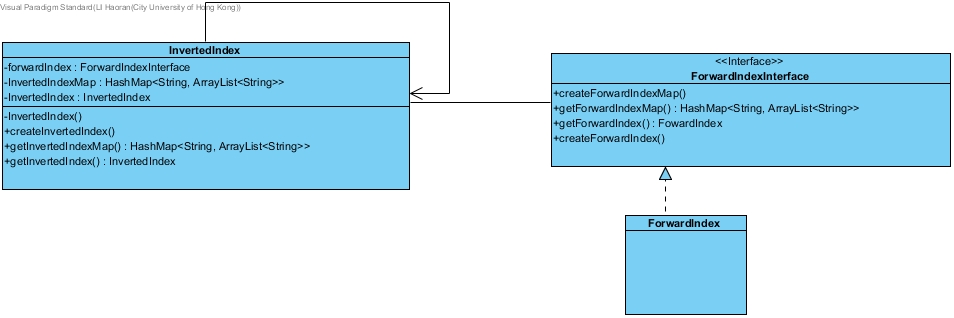 Visual Paradigm Standard(LI Haoran(City University of Hong Kong))
InvertedIndex
-forwardIndex : ForwardIndexInterface
-InvertedIndexMap : HashMap<String, ArrayList<String>>
-InvertedIndex : InvertedIndex
-InvertedIndex()
+createInvertedIndex()
+getInvertedIndexMap() : HashMap<String, ArrayList<String>>
+getInvertedIndex() : InvertedIndex
<<Interface>>
ForwardIndexInterface
+createForwardIndexMap()
+getForwardIndexMap() : HashMap<String, ArrayList<String>>
+getForwardIndex() : FowardIndex
+createForwardIndex()
ForwardIndex